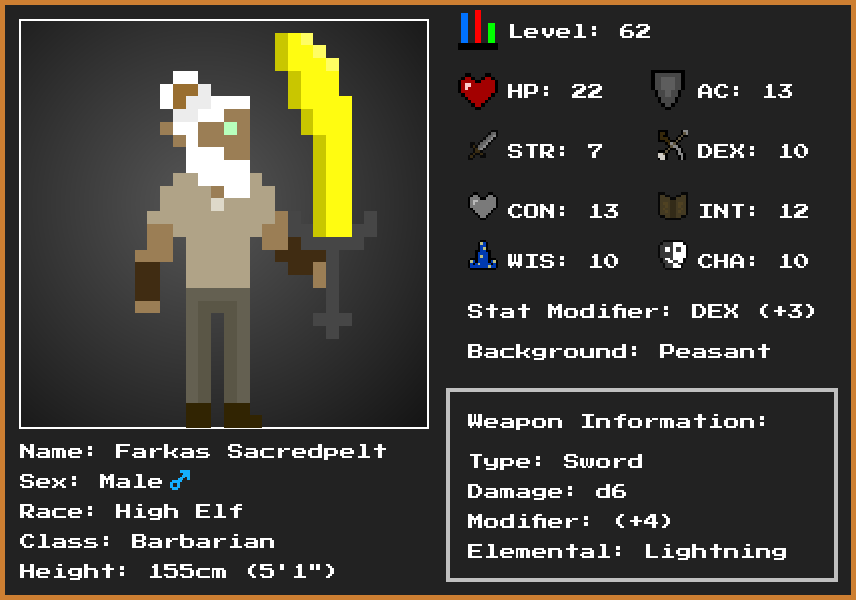 Level: 62
HP: 22 AC: 13
STR: 7 DEX: 10
CON: 13 INT: 12
WIS: 10 CHA: 10
Stat Modifier: DEX (+3)
Background: Peasant
Weapon Information:
Type: Sword
Damage: d6
Modifier: (+4)
Elemental: Lightning
Name: Farkas Sacredpelt
Sex: Male♂
Race: High Elf
Class: Barbarian
Height: 155cm (5'1")